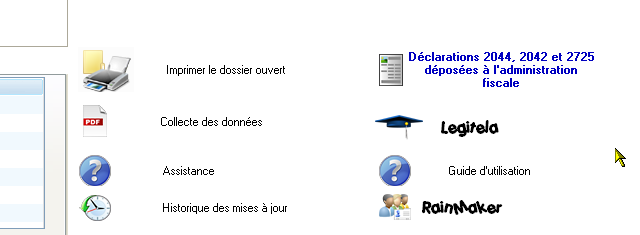 Imprimer le dossier ouvert
Déclarations 2044, 2042 et 2725
déposées à l'administration
fiscale
PDF
Collecte des données
Legitela
Assistance
Guide d'utilisation
Historique des mises à jour
RainMaker